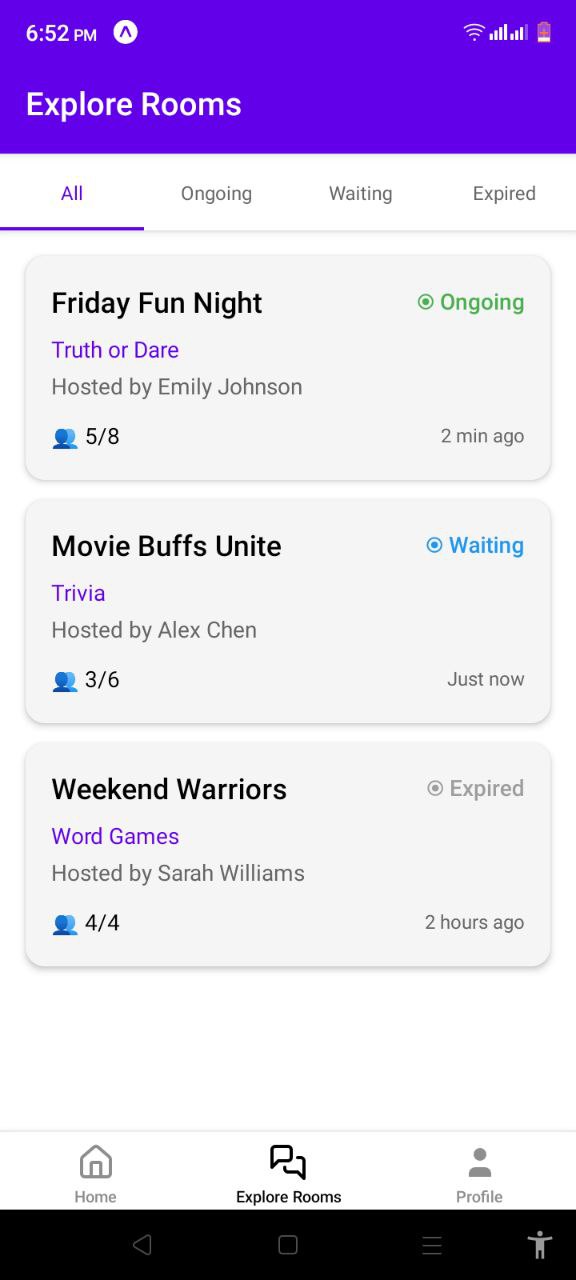 6:52 PM
Explore Rooms
All Ongoing Waiting Expired
Friday Fun Night Ongoing
Truth or Dare
Hosted by Emily Johnson
5/8 2 min ago
Movie Buffs Unite Waiting
Trivia
Hosted by Alex Chen
3/6 Just now
Weekend Warriors Expired
Word Games
Hosted by Sarah Williams
4/4 2 hours ago
Home Explore Rooms Profile